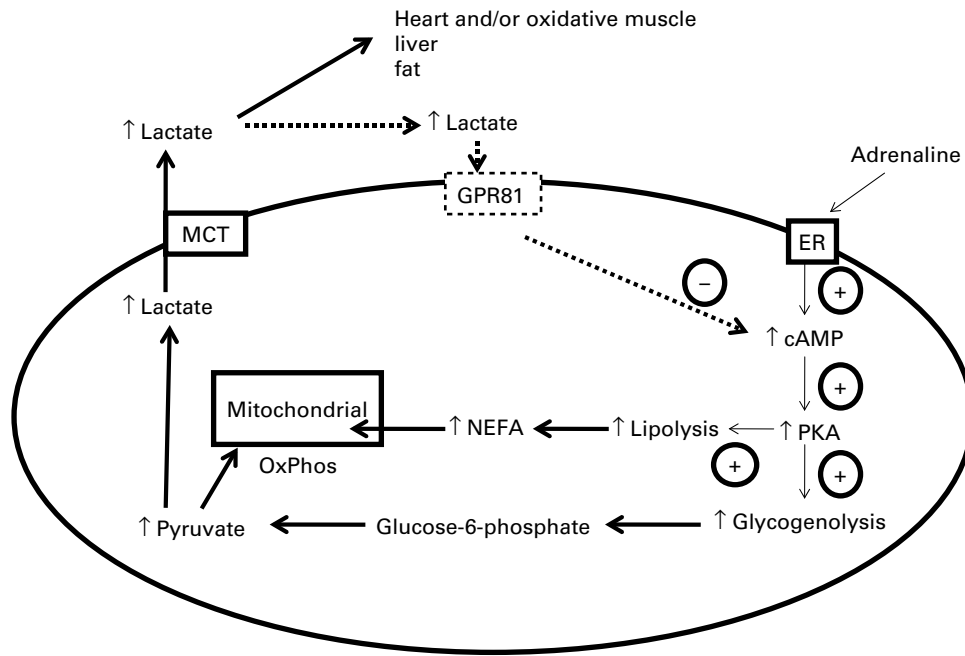 Heart and/or oxidative muscle
liver
fat
↑ Lactate
↑ Lactate
Adrenaline
GPR81
MCT
ER
+
−
↑ Lactate
↑ cAMP
+
Mitochondrial
↑ NEFA
↑ Lipolysis
↑ PKA
OxPhos
+
+
↑ Pyruvate
Glucose-6-phosphate
↑ Glycogenolysis